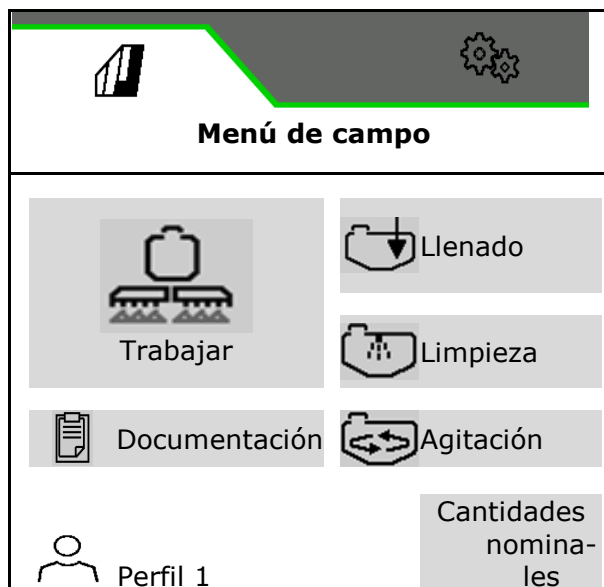 Menú de campo
Llenado
Trabajar
Limpieza
Documentación
Agitación
Perfil 1
Cantidades
nomina-
les